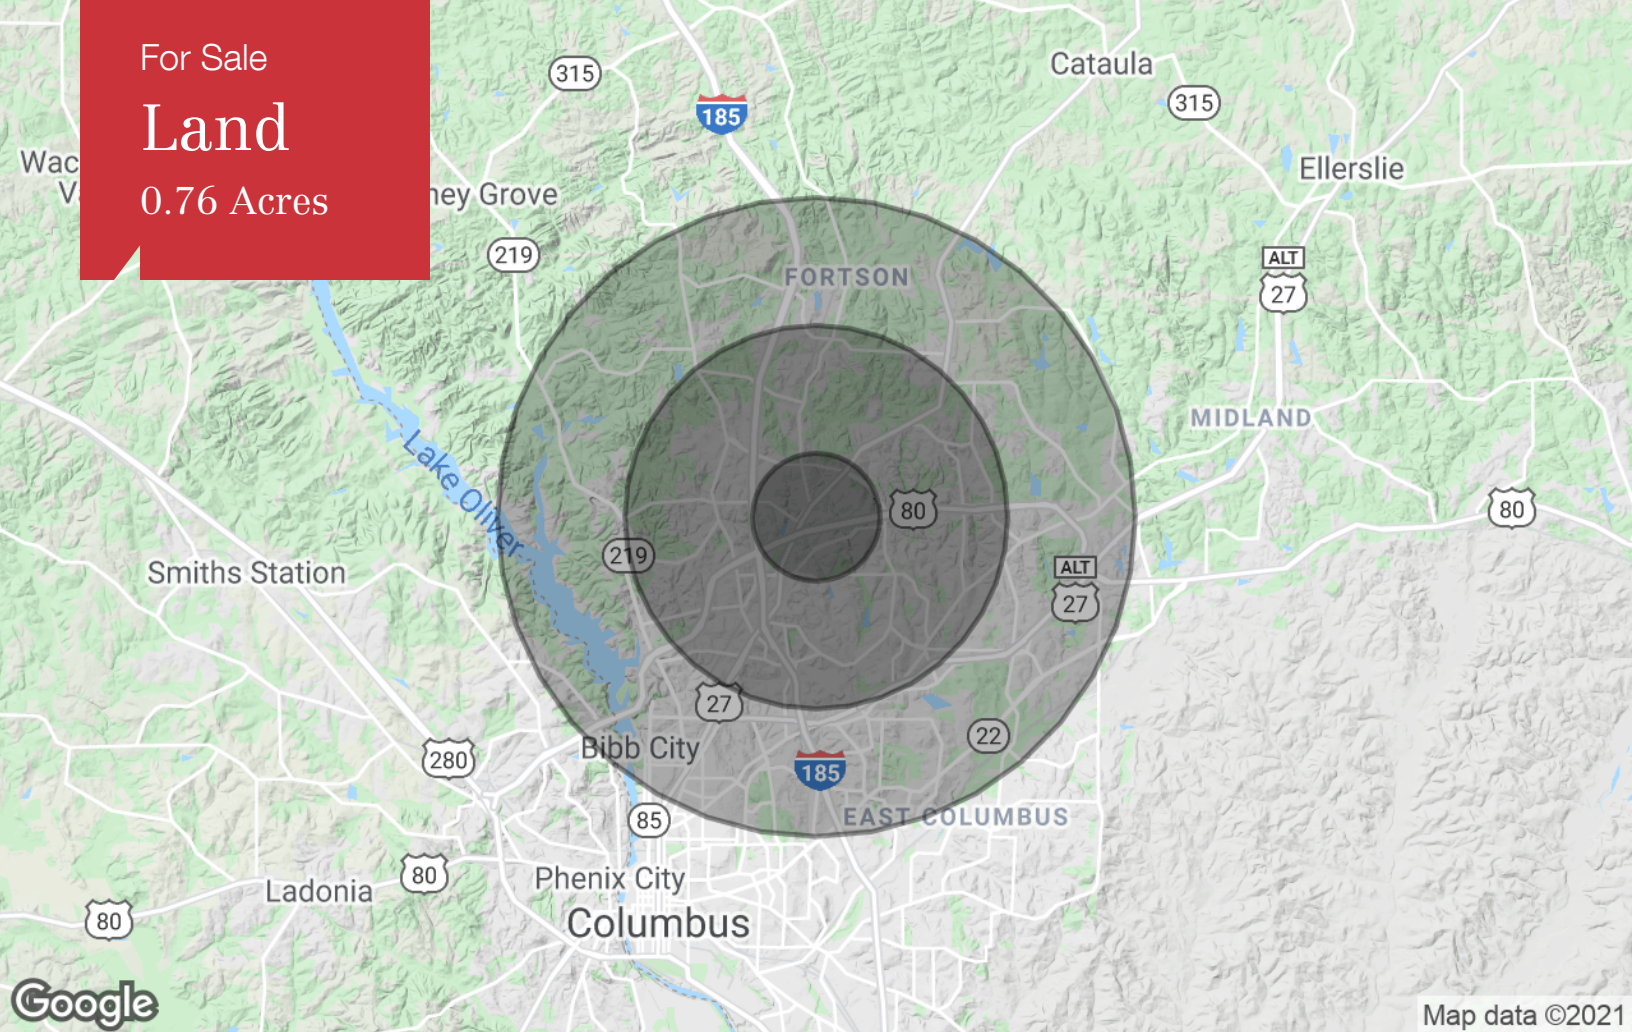 For Sale
Land
0.76 Acres
315
185
Cataula
315
Ellerslie
Wac
ney Grove
219
FORTSON
ALT
27
MIDLAND
Lake Oliver
80
80
219
Smiths Station
ALT
27
27
22
Bibb City
280
185
85
EAST COLUMBUS
80
Phenix City
Ladonia
80
Columbus
Google
Map data ©2021